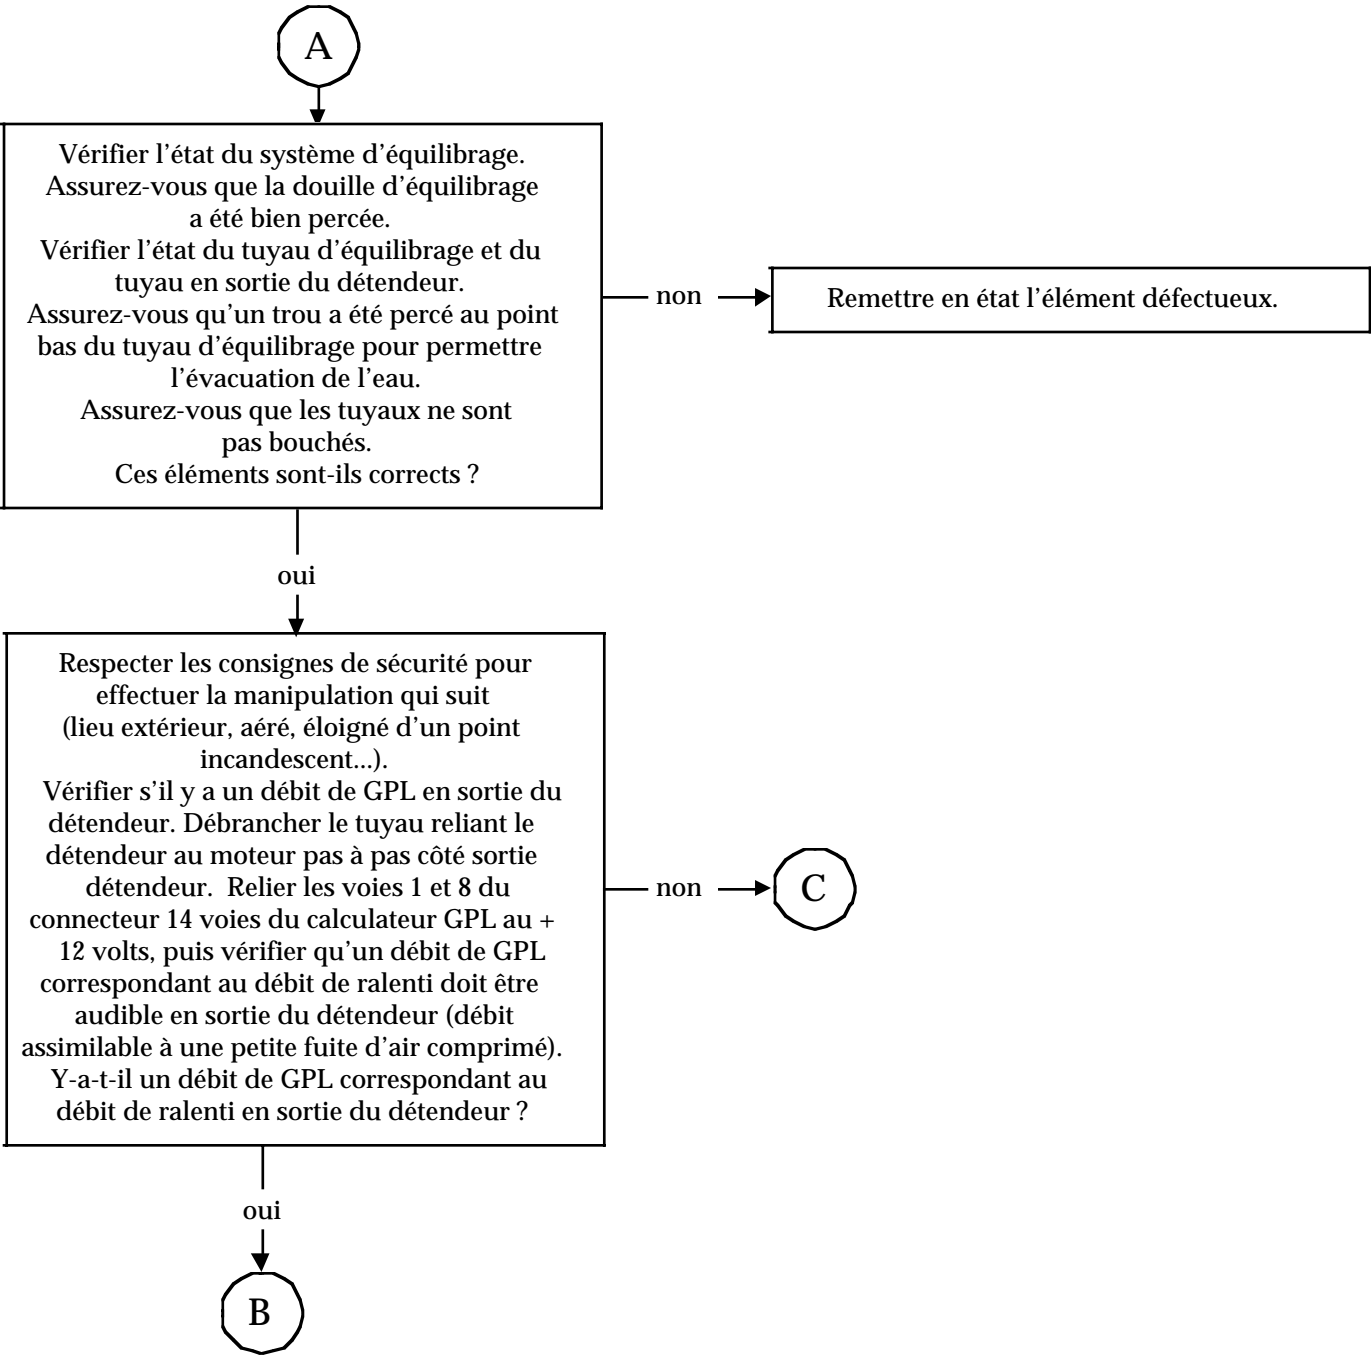 A
Vérifier l’état du système d’équilibrage.
Assurez-vous que la douille d’équilibrage
a été bien percée.
Vérifier l’état du tuyau d’équilibrage et du
tuyau en sortie du détendeur.
Assurez-vous qu’un trou a été percé au point
bas du tuyau d’équilibrage pour permettre
l’évacuation de l’eau.
Assurez-vous que les tuyaux ne sont
pas bouchés.
Ces éléments sont-ils corrects ?
non
Remettre en état l’élément défectueux.
oui
Respecter les consignes de sécurité pour
effectuer la manipulation qui suit
(lieu extérieur, aéré, éloigné d’un point
incandescent...).
Vérifier s’il y a un débit de GPL en sortie du
détendeur. Débrancher le tuyau reliant le
détendeur au moteur pas à pas côté sortie
détendeur. Relier les voies 1 et 8 du
connecteur 14 voies du calculateur GPL au +
12 volts, puis vérifier qu’un débit de GPL
correspondant au débit de ralenti doit être
audible en sortie du détendeur (débit
assimilable à une petite fuite d’air comprimé).
Y-a-t-il un débit de GPL correspondant au
débit de ralenti en sortie du détendeur ?
non
C
oui
B